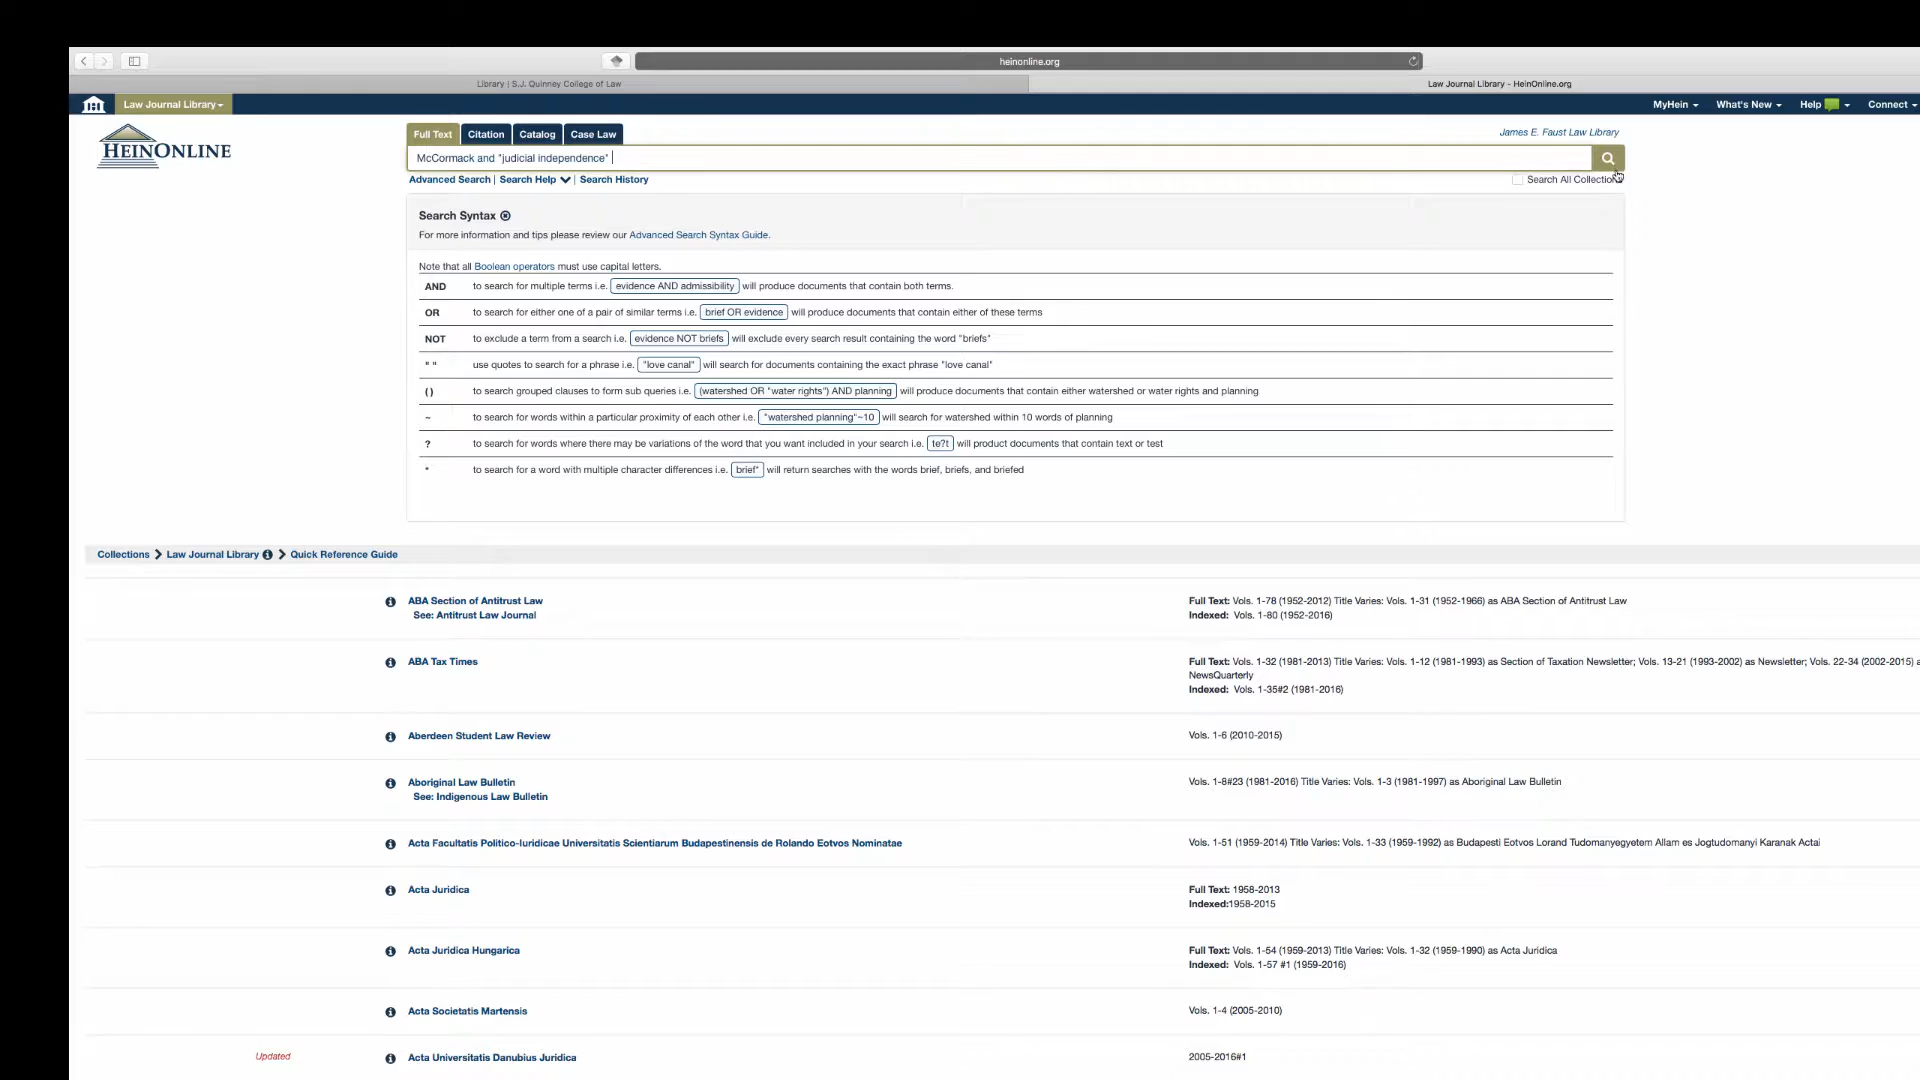 heinonline.org
Library | S.J. Quinney College of Law
Law Journal Library - HeinOnline.org
Law Journal Library
MyHein
What's New
Help
Connect
HEINONLINE
Full Text
Citation
Catalog
Case Law
James E. Faust Law Library
McCormack and "judicial independence"
Advanced Search | Search Help | Search History
Search All Collections
Search Syntax
For more information and tips please review our Advanced Search Syntax Guide.
Note that all Boolean operators must use capital letters.
AND to search for multiple terms i.e. evidence AND admissibility will produce documents that contain both terms.
OR to search for either one of a pair of similar terms i.e. brief OR evidence will produce documents that contain either of these terms
NOT to exclude a term from a search i.e. evidence NOT briefs will exclude every search result containing the word "briefs"
" " use quotes to search for a phrase i.e. "love canal" will search for documents containing the exact phrase "love canal"
( ) to search grouped clauses to form sub queries i.e. (watershed OR "water rights") AND planning will produce documents that contain either watershed or water rights and planning
~ to search for words within a particular proximity of each other i.e. "watershed planning"~10 will search for watershed within 10 words of planning
? to search for words where there may be variations of the word that you want included in your search i.e. te?t will product documents that contain text or test
* to search for a word with multiple character differences i.e. brief* will return searches with the words brief, briefs, and briefed
Collections > Law Journal Library > Quick Reference Guide
ABA Section of Antitrust Law
See: Antitrust Law Journal
Full Text: Vols. 1-78 (1952-2012) Title Varies: Vols. 1-31 (1952-1966) as ABA Section of Antitrust Law
Indexed: Vols. 1-80 (1952-2016)
ABA Tax Times
Full Text: Vols. 1-32 (1981-2013) Title Varies: Vols. 1-12 (1981-1993) as Section of Taxation Newsletter; Vols. 13-21 (1993-2002) as Newsletter; Vols. 22-34 (2002-2015) a
NewsQuarterly
Indexed: Vols. 1-35#2 (1981-2016)
Aberdeen Student Law Review
Vols. 1-6 (2010-2015)
Aboriginal Law Bulletin
See: Indigenous Law Bulletin
Vols. 1-8#23 (1981-2016) Title Varies: Vols. 1-3 (1981-1997) as Aboriginal Law Bulletin
Acta Facultatis Politico-Iuridicae Universitatis Scientiarum Budapestinensis de Rolando Eotvos Nominatae
Vols. 1-51 (1959-2014) Title Varies: Vols. 1-33 (1959-1992) as Budapesti Eotvos Lorand Tudomanyegyetem Allam es Jogtudomanyi Karanak Actai
Acta Juridica
Full Text: 1958-2013
Indexed:1958-2015
Acta Juridica Hungarica
Full Text: Vols. 1-54 (1959-2013) Title Varies: Vols. 1-32 (1959-1990) as Acta Juridica
Indexed: Vols. 1-57 #1 (1959-2016)
Acta Societatis Martensis
Vols. 1-4 (2005-2010)
Updated
Acta Universitatis Danubius Juridica
2005-2016#1